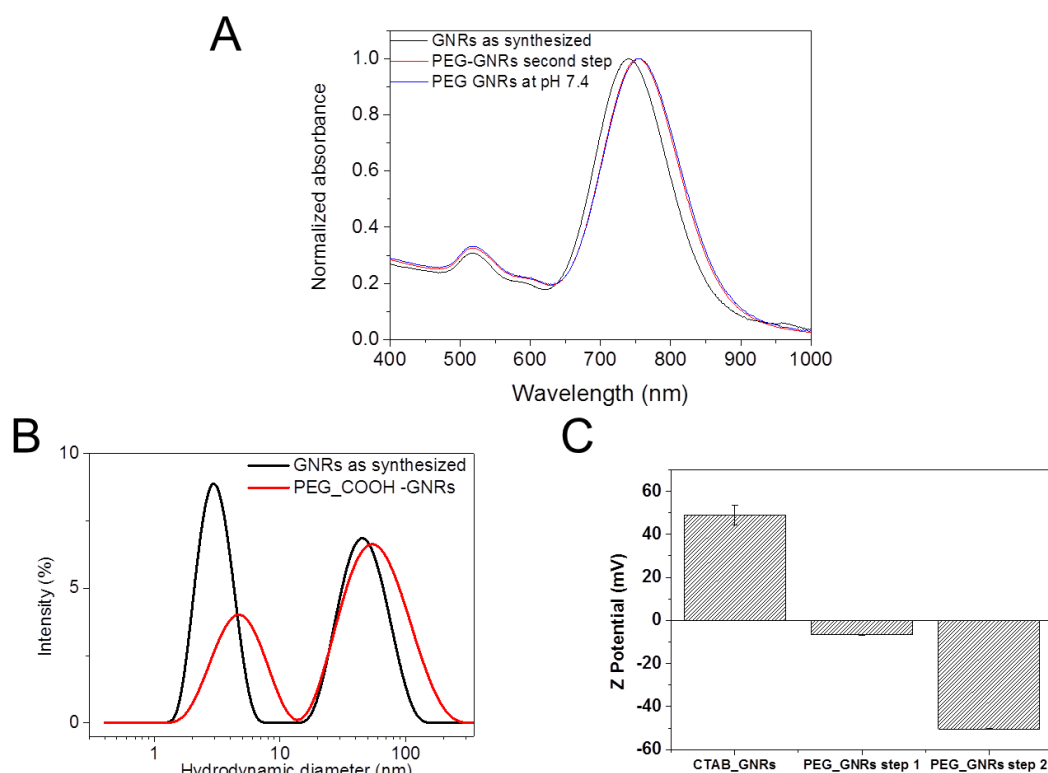 A
GNRs as synthesized
PEG-GNRs second step
PEG GNRs at pH 7.4
1.0
0.8
0.6
0.4
0.2
0.0
Normalized absorbance
400 500 600 700 800 900 1000
Wavelength (nm)
B
GNRs as synthesized
PEG_COOH -GNRs
10
5
0
Intensity (%)
1 10 100
Hydrodynamic diameter (nm)
C
60
40
20
0
-20
-40
-60
Z Potential (mV)
CTAB_GNRs PEG_GNRs step 1 PEG_GNRs step 2